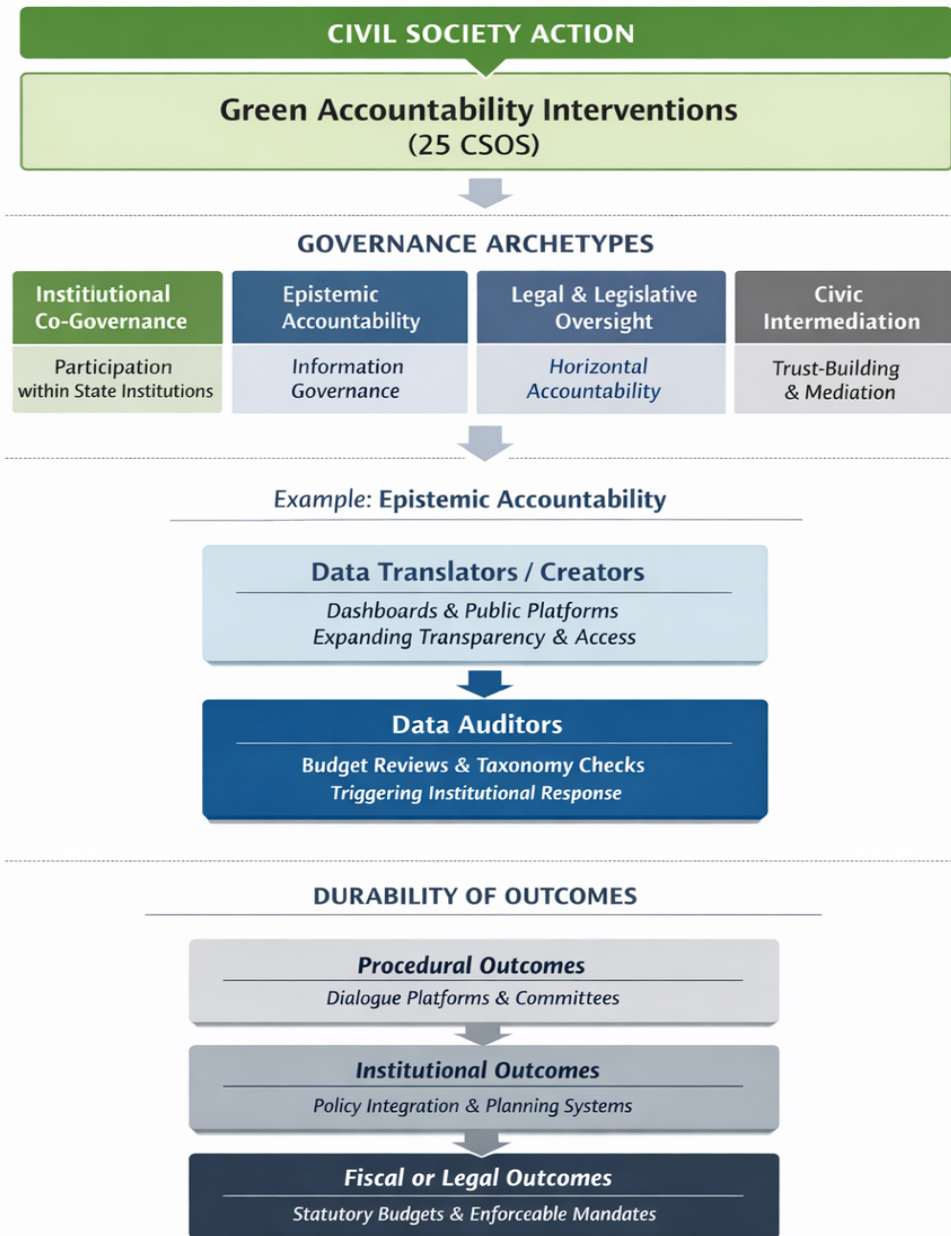 CIVIL SOCIETY ACTION
Green Accountability Interventions
(25 CSOS)
GOVERNANCE ARCHETYPES
Institiutional
Co-Governance
Participation
within State Institutions
Epistemic
Accountability
Information
Governance
Legal & Legislative
Oversight
Horizontal
Accountability
Civic
Intermediation
Trust-Building
& Mediation
Example: Epistemic Accountability
Data Translators / Creators
Dashboards & Public Platforms
Expanding Transparency & Access
Data Auditors
Budget Reviews & Taxonomy Checks
Triggering Institutional Response
DURABILITY OF OUTCOMES
Procedural Outcomes
Dialogue Platforms & Committees
Institutional Outcomes
Policy Integration & Planning Systems
Fiscal or Legal Outcomes
Statutory Budgets & Enforceable Mandates